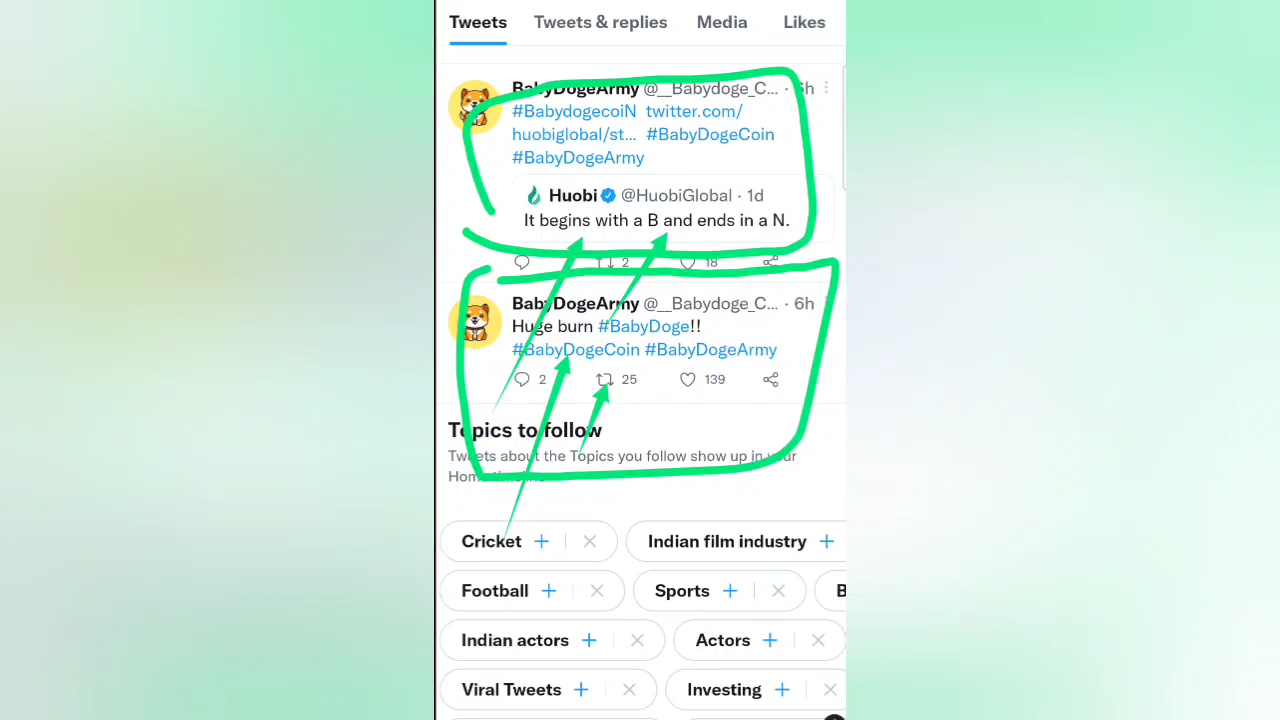 Tweets Tweets & replies Media Likes
BabyDogeArmy @__Babydoge_C... · 6h
#BabydogecoiN twitter.com/
huobiglobal/st... #BabyDogeCoin
#BabyDogeArmy
Huobi @HuobiGlobal · 1d
It begins with a B and ends in a N.
2 18
BabyDogeArmy @__Babydoge_C... · 6h
Huge burn #BabyDoge!!
#BabyDogeCoin #BabyDogeArmy
2 25 139
Topics to follow
Tweets about the Topics you follow show up in your
Home timeline
Cricket + Indian film industry +
Football + Sports + B
Indian actors + Actors +
Viral Tweets + Investing +